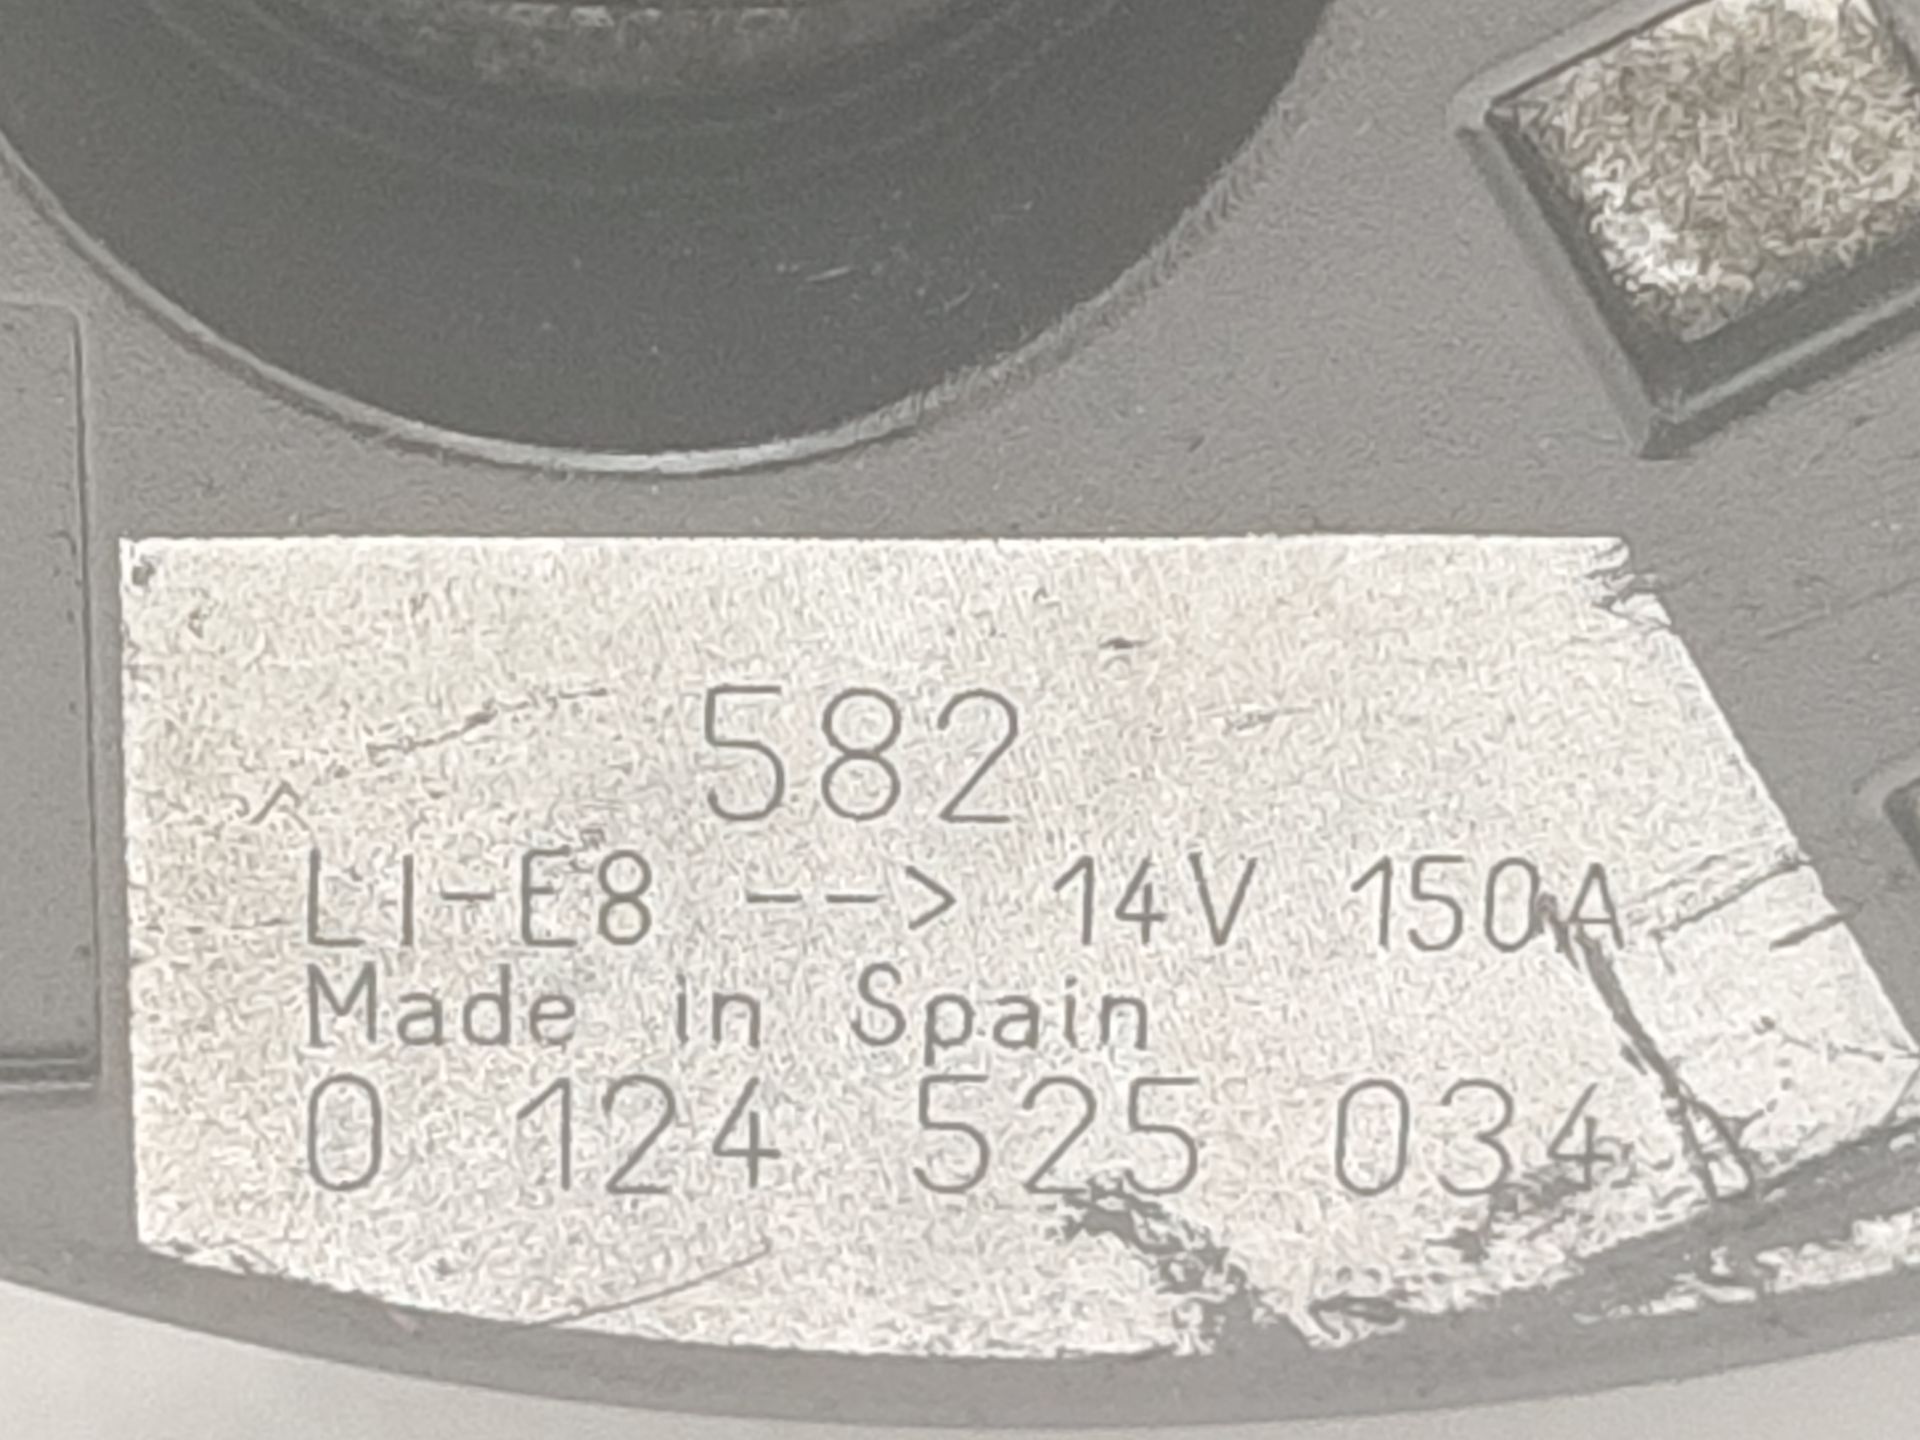 582
LI-E8 --> 14V 150A
Made in Spain
0 124 525 034